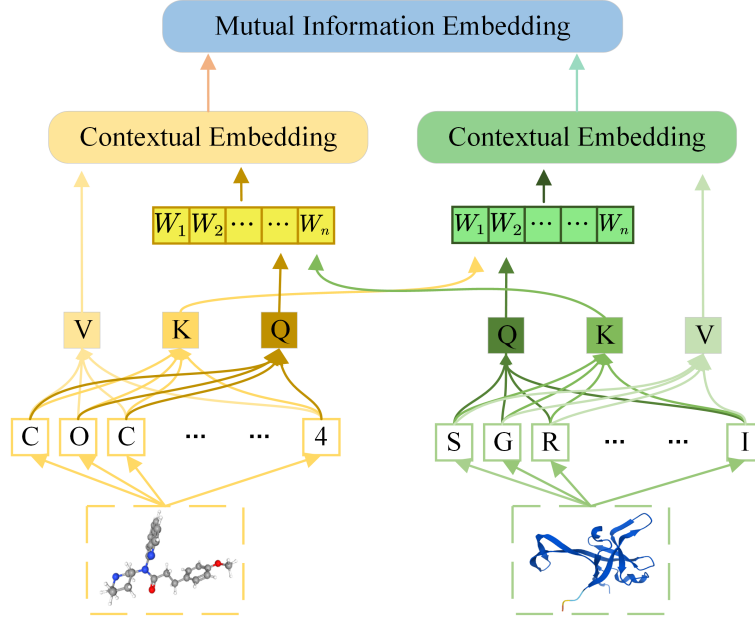 Mutual Information Embedding
Contextual Embedding Contextual Embedding
W1 W2 ... ... Wn W1 W2 ... ... Wn
V K Q Q K V
C O C ... ... 4 S G R ... ... I